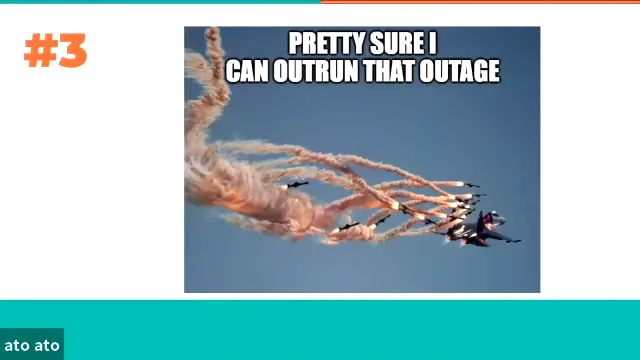 #3
PRETTY SURE I
CAN OUTRUN THAT OUTAGE
ato ato